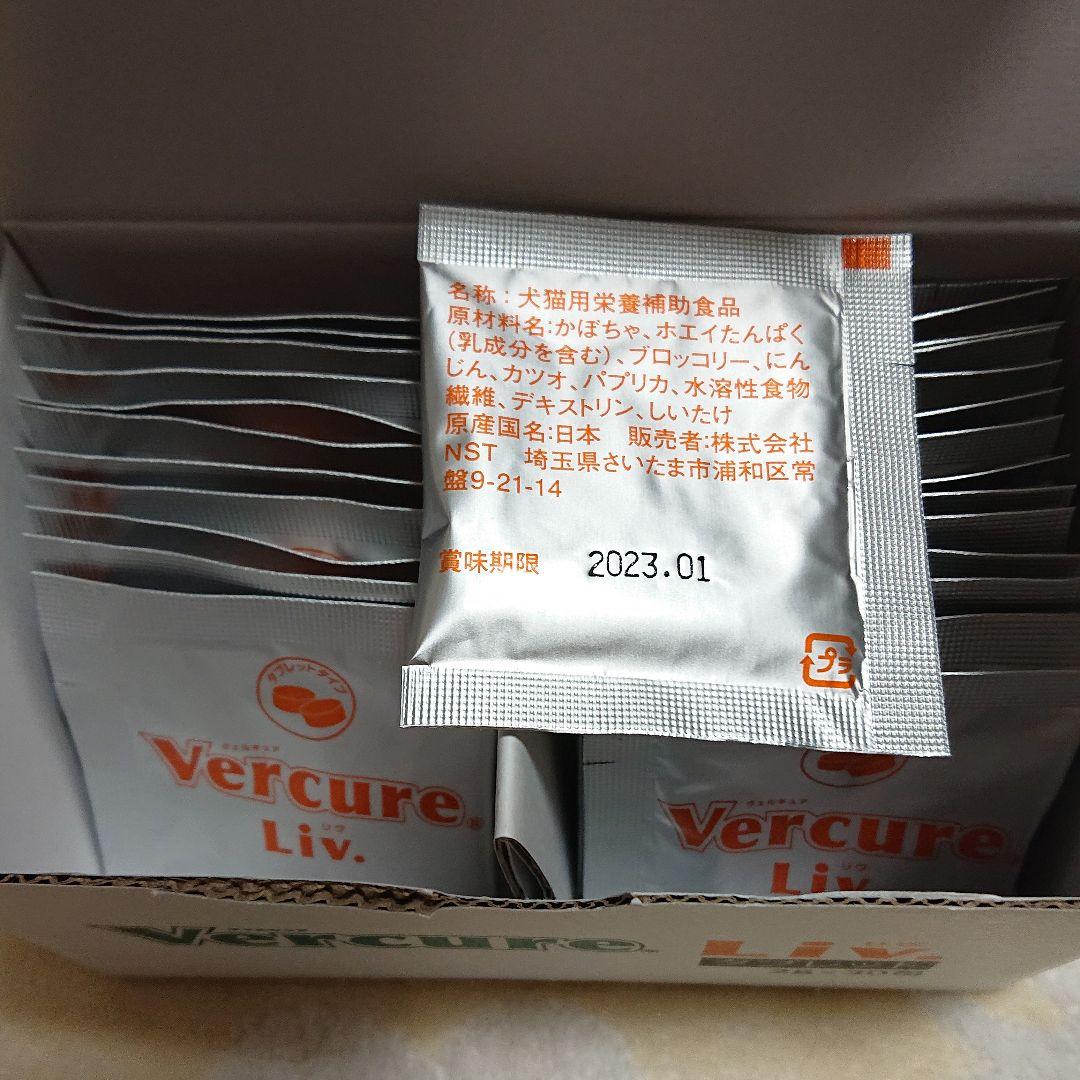 名称:犬猫用栄養補助食品
原材料名:かぼちゃ、ホエイたんぱく
(乳成分を含む)、ブロッコリー、にん
じん、カツオ、パプリカ、水溶性食物
繊維、デキストリン、しいたけ
原産国名:日本 販売者:株式会社
NST 埼玉県さいたま市浦和区常
盤9-21-14
賞味期限 2023.01
プラ
タブレットタイプ
ヴェルキュア
Vercure®
リヴ
Liv.
ヴェルキュア
Vercure®
リヴ
Liv.
Vercure™
Liv.